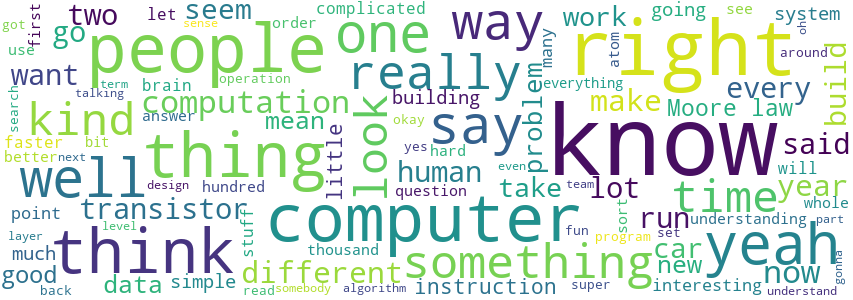 got
first
two
let
order
seem
complicated
work
going
see
system
use
go
people
sense
one
way
many
atom
right
oh
around
want
brain
term
operation
really
everything
every
build
search
talking
kind
computation
answer
look
building
say
problem
make
Moore law
know
said
faster
bit
mean
okay
better
next
thing
little
yes
hard
human
even
will
well
design
hundred
question
take
team
lot
time
year
point
transistor
computer
sort
run
understanding
whole
part
layer
level
stuff
fun
program
set
car
yeah
much
think
thousand
something
new
now
good
data
simple
different
instruction
interesting
gonna
back
read
somebody
algorithm
super
understand